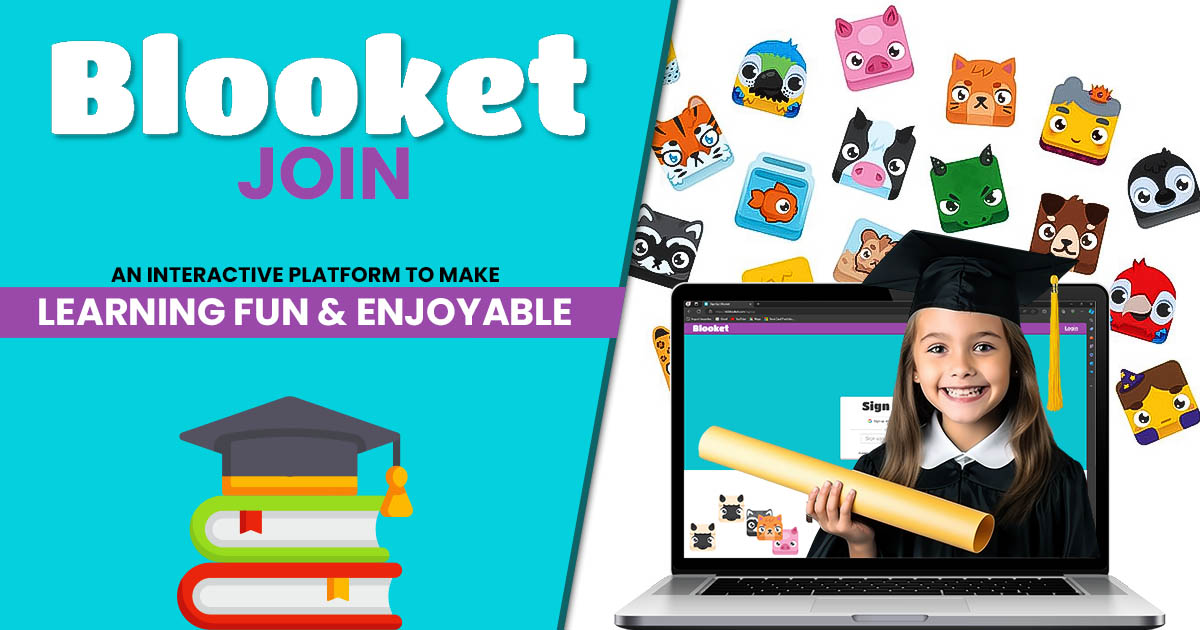 Blooket
JOIN
AN INTERACTIVE PLATFORM TO MAKE
LEARNING FUN & ENJOYABLE
Blooket
Login
Sign